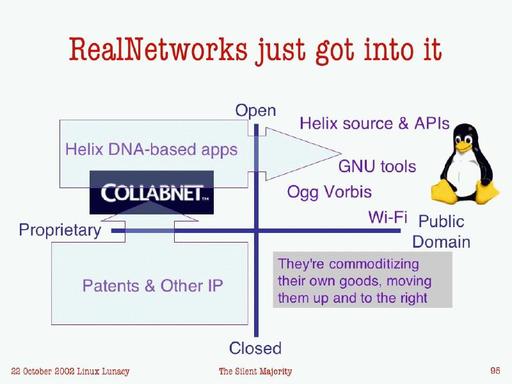 RealNetworks just got into it
Open
Helix source & APIs
Helix DNA-based apps
GNU tools
COLLABNET™
Ogg Vorbis
Wi-Fi
Proprietary
Public
Domain
They're commoditizing
their own goods, moving
them up and to the right
Patents & Other IP
Closed
22 October 2002 Linux Lunacy
The Silent Majority
95